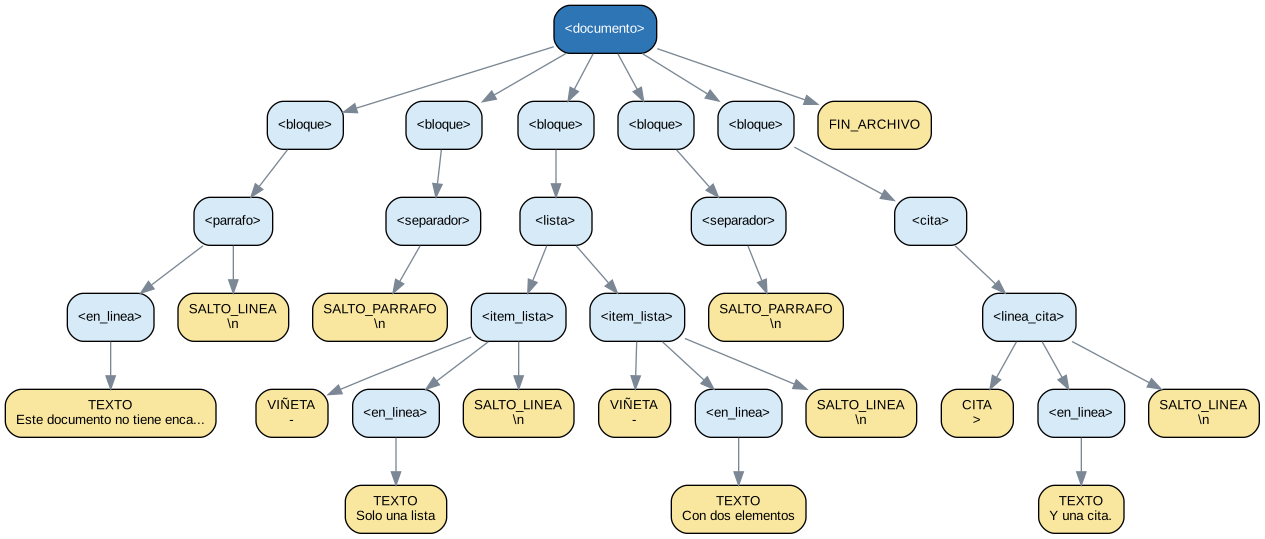 <documento>
<bloque>
<bloque>
<bloque>
<bloque>
<bloque>
FIN_ARCHIVO
<parrafo>
<separador>
<lista>
<separador>
<cita>
<en_linea>
SALTO_LINEA
\n
SALTO_PARRAFO
\n
<item_lista>
<item_lista>
SALTO_PARRAFO
\n
<linea_cita>
TEXTO
Este documento no tiene enca...
VIÑETA
-
<en_linea>
SALTO_LINEA
\n
VIÑETA
-
<en_linea>
SALTO_LINEA
\n
CITA
>
<en_linea>
SALTO_LINEA
\n
TEXTO
Solo una lista
TEXTO
Con dos elementos
TEXTO
Y una cita.